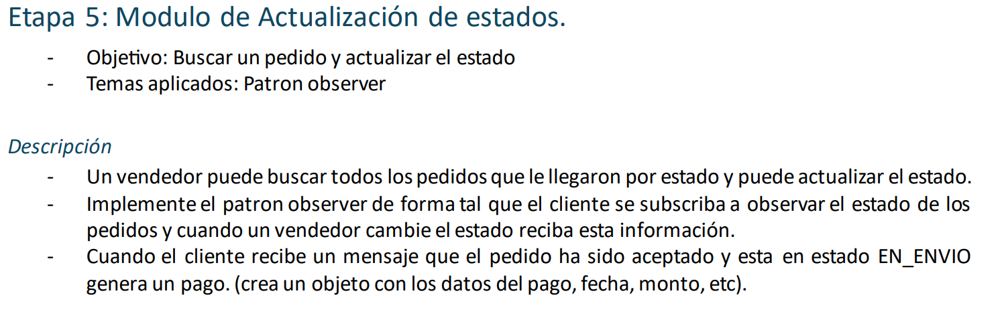 Etapa 5: Modulo de Actualización de estados.
- Objetivo: Buscar un pedido y actualizar el estado
- Temas aplicados: Patron observer
Descripción
- Un vendedor puede buscar todos los pedidos que le llegaron por estado y puede actualizar el estado.
- Implemente el patron observer de forma tal que el cliente se subscriba a observar el estado de los
pedidos y cuando un vendedor cambie el estado reciba esta información.
- Cuando el cliente recibe un mensaje que el pedido ha sido aceptado y esta en estado EN_ENVIO
genera un pago. (crea un objeto con los datos del pago, fecha, monto, etc).